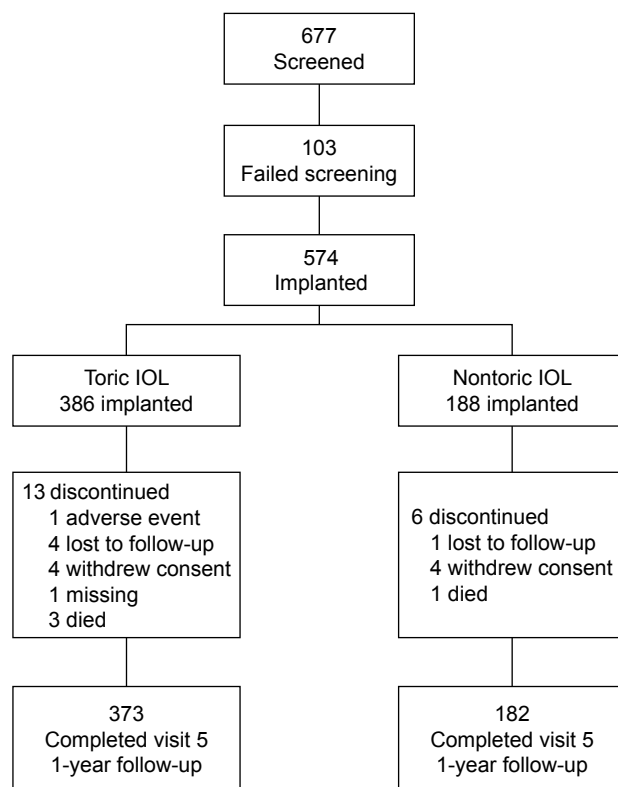 677
Screened
103
Failed screening
574
Implanted
Toric IOL
386 implanted
Nontoric IOL
188 implanted
13 discontinued
1 adverse event
4 lost to follow-up
4 withdrew consent
1 missing
3 died
6 discontinued
1 lost to follow-up
4 withdrew consent
1 died
373
Completed visit 5
1-year follow-up
182
Completed visit 5
1-year follow-up